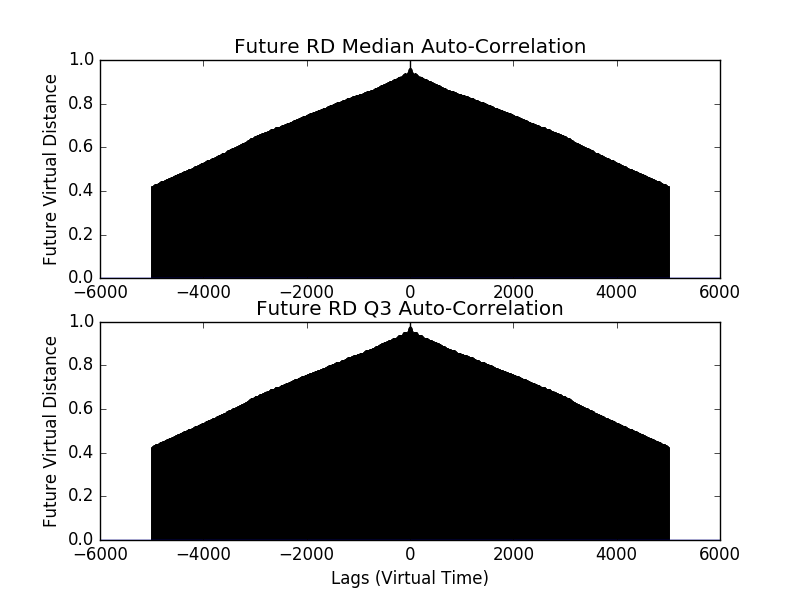 Future RD Median Auto-Correlation
Future Virtual Distance
1.0
0.8
0.6
0.4
0.2
0.0
−6000 −4000 −2000 0 2000 4000 6000
Future RD Q3 Auto-Correlation
Future Virtual Distance
1.0
0.8
0.6
0.4
0.2
0.0
−6000 −4000 −2000 0 2000 4000 6000
Lags (Virtual Time)